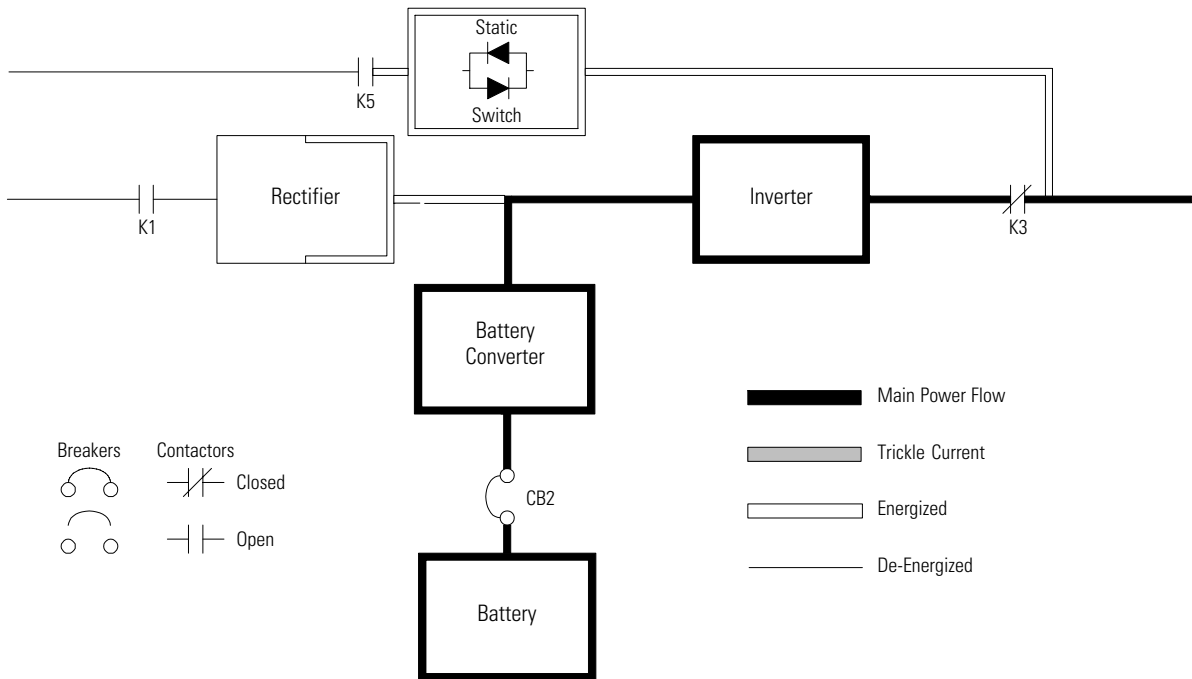 Static
K5
Switch
Rectifier
Inverter
K1
K3
Battery
Converter
Main Power Flow
Breakers
Contactors
Trickle Current
Closed
CB2
Energized
Open
De-Energized
Battery